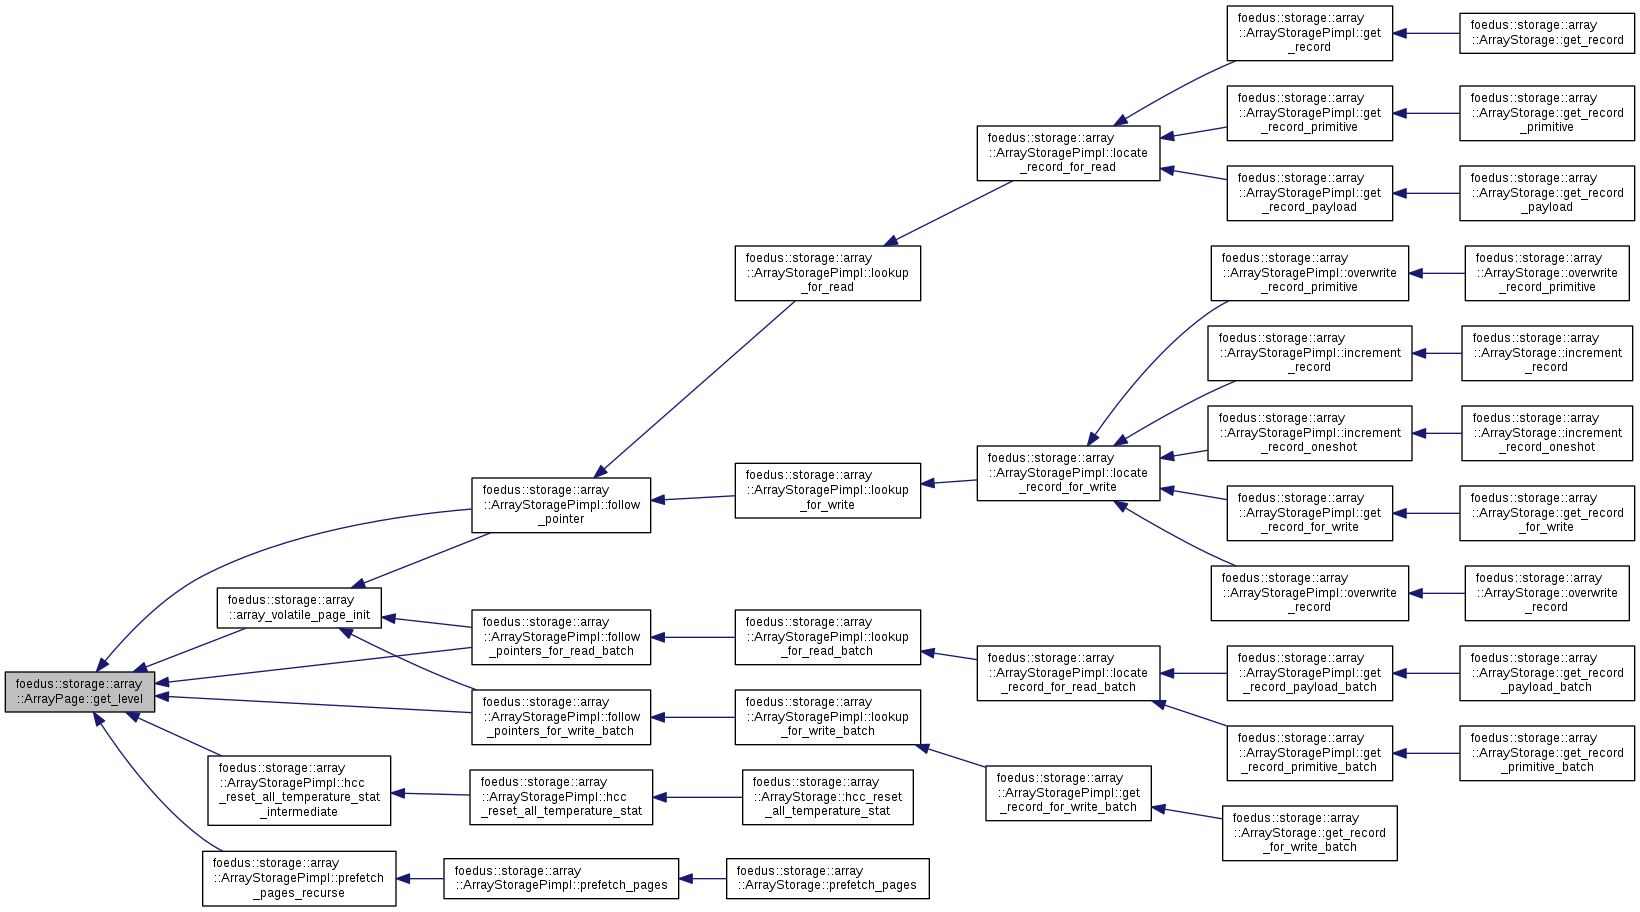 foedus::storage::array
::ArrayPage::get_level
foedus::storage::array
::array_volatile_page_init
foedus::storage::array
::ArrayStoragePimpl::follow
_pointer
foedus::storage::array
::ArrayStoragePimpl::lookup
_for_read
foedus::storage::array
::ArrayStoragePimpl::locate
_record_for_read
foedus::storage::array
::ArrayStoragePimpl::get
_record
foedus::storage::array
::ArrayStorage::get_record
foedus::storage::array
::ArrayStoragePimpl::get
_record_primitive
foedus::storage::array
::ArrayStorage::get_record
_primitive
foedus::storage::array
::ArrayStoragePimpl::get
_record_payload
foedus::storage::array
::ArrayStorage::get_record
_payload
foedus::storage::array
::ArrayStoragePimpl::lookup
_for_write
foedus::storage::array
::ArrayStoragePimpl::locate
_record_for_write
foedus::storage::array
::ArrayStoragePimpl::overwrite
_record_primitive
foedus::storage::array
::ArrayStorage::overwrite
_record_primitive
foedus::storage::array
::ArrayStoragePimpl::increment
_record
foedus::storage::array
::ArrayStorage::increment
_record
foedus::storage::array
::ArrayStoragePimpl::increment
_record_oneshot
foedus::storage::array
::ArrayStorage::increment
_record_oneshot
foedus::storage::array
::ArrayStoragePimpl::get
_record_for_write
foedus::storage::array
::ArrayStorage::get_record
_for_write
foedus::storage::array
::ArrayStoragePimpl::overwrite
_record
foedus::storage::array
::ArrayStorage::overwrite
_record
foedus::storage::array
::ArrayStoragePimpl::follow
_pointers_for_read_batch
foedus::storage::array
::ArrayStoragePimpl::lookup
_for_read_batch
foedus::storage::array
::ArrayStoragePimpl::locate
_record_for_read_batch
foedus::storage::array
::ArrayStoragePimpl::get
_record_payload_batch
foedus::storage::array
::ArrayStorage::get_record
_payload_batch
foedus::storage::array
::ArrayStoragePimpl::get
_record_primitive_batch
foedus::storage::array
::ArrayStorage::get_record
_primitive_batch
foedus::storage::array
::ArrayStoragePimpl::follow
_pointers_for_write_batch
foedus::storage::array
::ArrayStoragePimpl::lookup
_for_write_batch
foedus::storage::array
::ArrayStoragePimpl::get
_record_for_write_batch
foedus::storage::array
::ArrayStorage::get_record
_for_write_batch
foedus::storage::array
::ArrayStoragePimpl::hcc
_reset_all_temperature_stat
_intermediate
foedus::storage::array
::ArrayStoragePimpl::hcc
_reset_all_temperature_stat
foedus::storage::array
::ArrayStorage::hcc_reset
_all_temperature_stat
foedus::storage::array
::ArrayStoragePimpl::prefetch
_pages_recurse
foedus::storage::array
::ArrayStoragePimpl::prefetch_pages
foedus::storage::array
::ArrayStorage::prefetch_pages